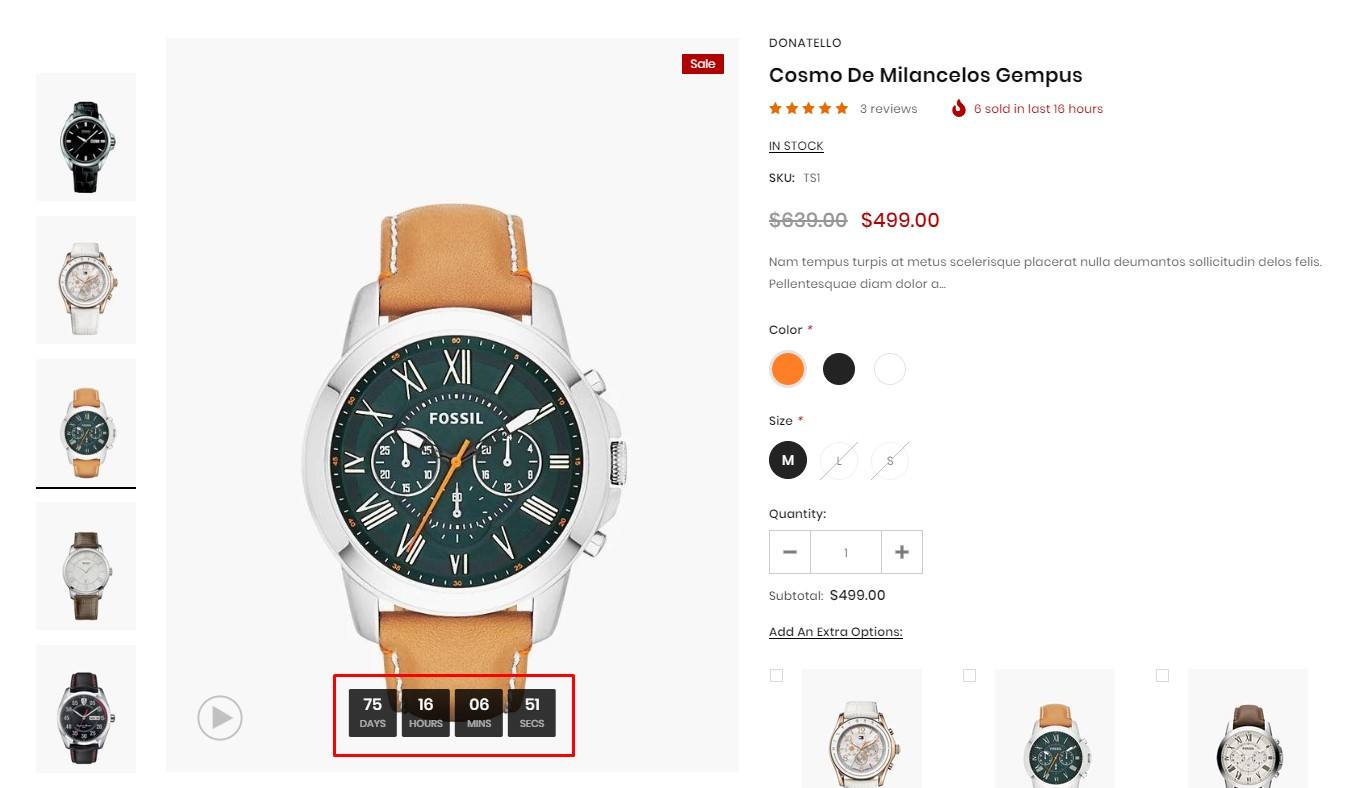 DONATELLO
Cosmo De Milancelos Gempus
3 reviews
6 sold in last 16 hours
IN STOCK
SKU: TS1
$639.00 $499.00
Nam tempus turpis at metus scelerisque placerat nulla deumantos sollicitudin delos felis.
Pellentesque diam dolor a...
Color *
Size *
M L S
Quantity:
1
Subtotal: $499.00
Add An Extra Options:
Sale
FOSSIL
75 16 06 51
DAYS HOURS MINS SECS